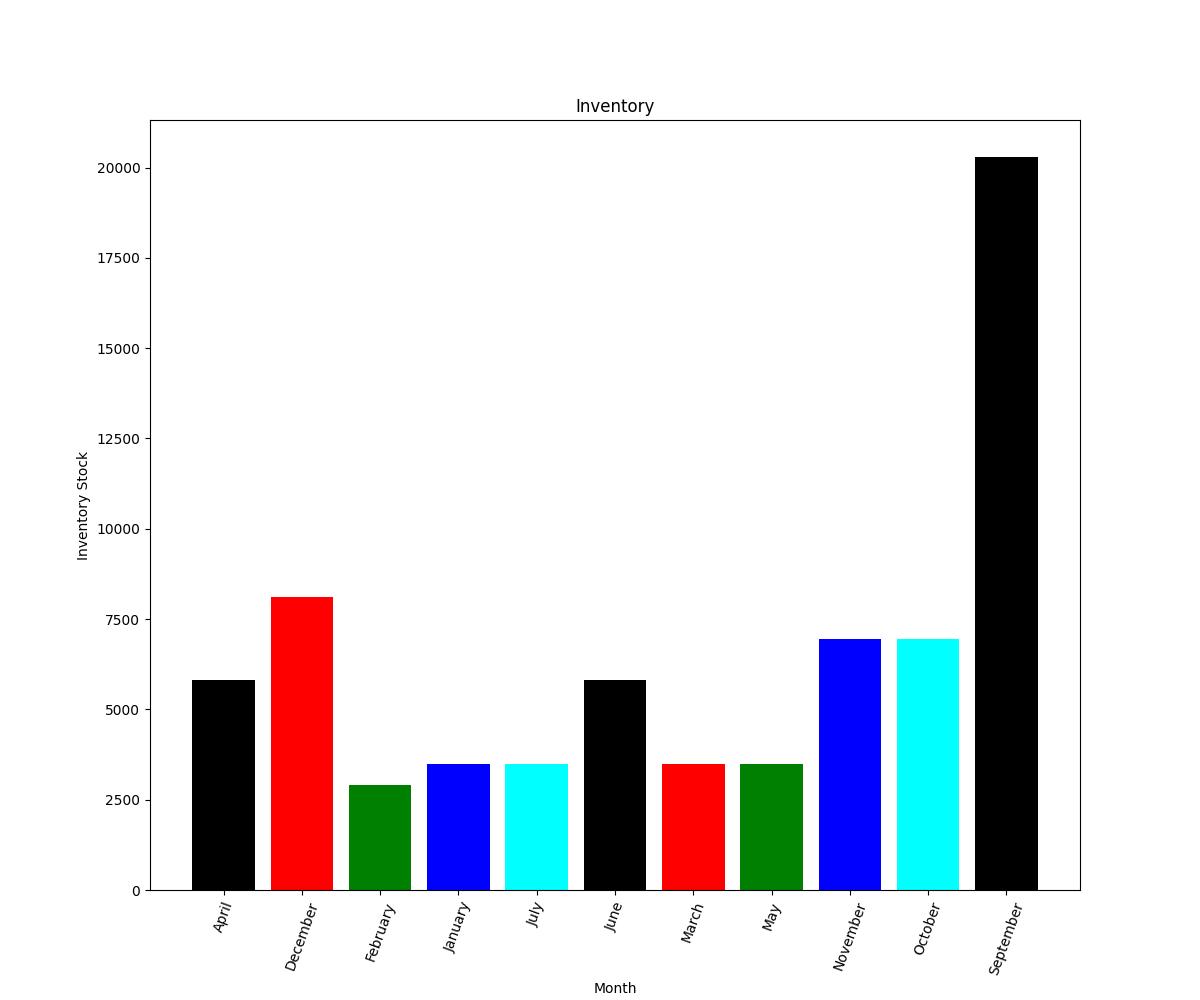 Inventory
20000
17500
15000
12500
10000
7500
5000
2500
0
Inventory Stock
April
December
February
January
July
June
March
May
November
October
September
Month